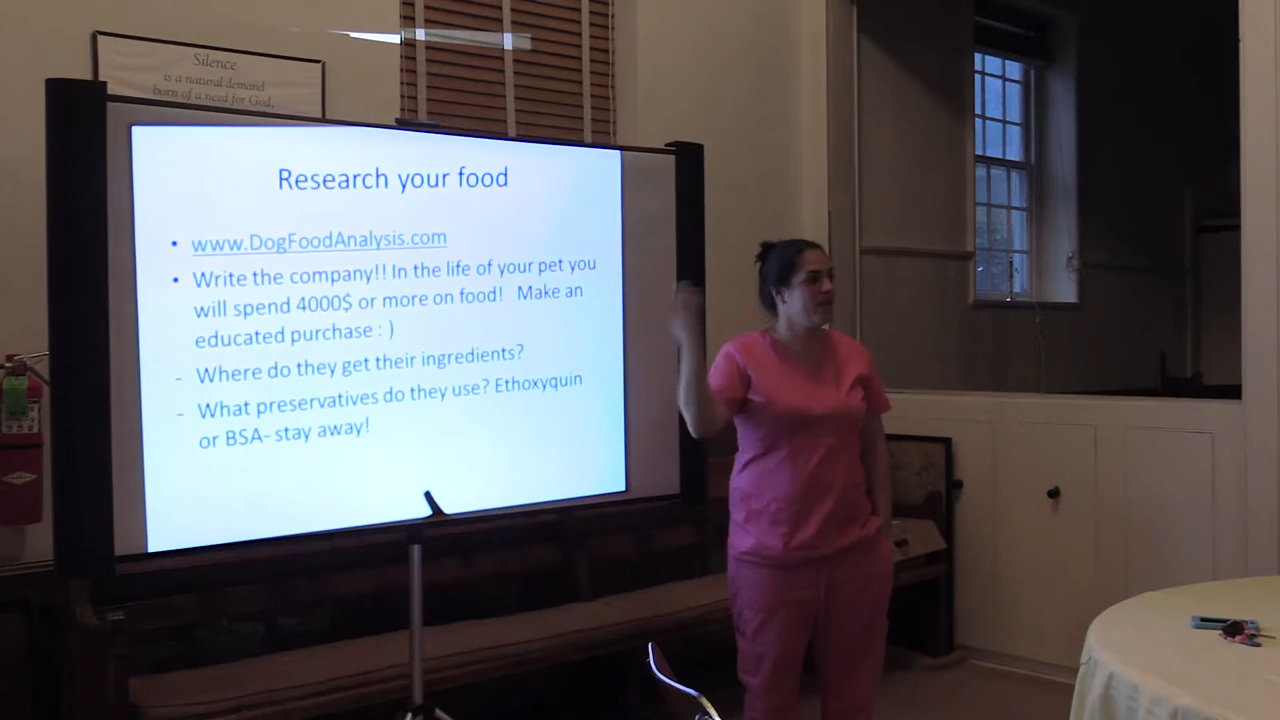 Silence
is a natural demand
born of a need for God,
Research your food
• www.DogFoodAnalysis.com
• Write the company!! In the life of your pet you
will spend 4000$ or more on food! Make an
educated purchase : )
- Where do they get their ingredients?
- What preservatives do they use? Ethoxyquin
or BSA- stay away!